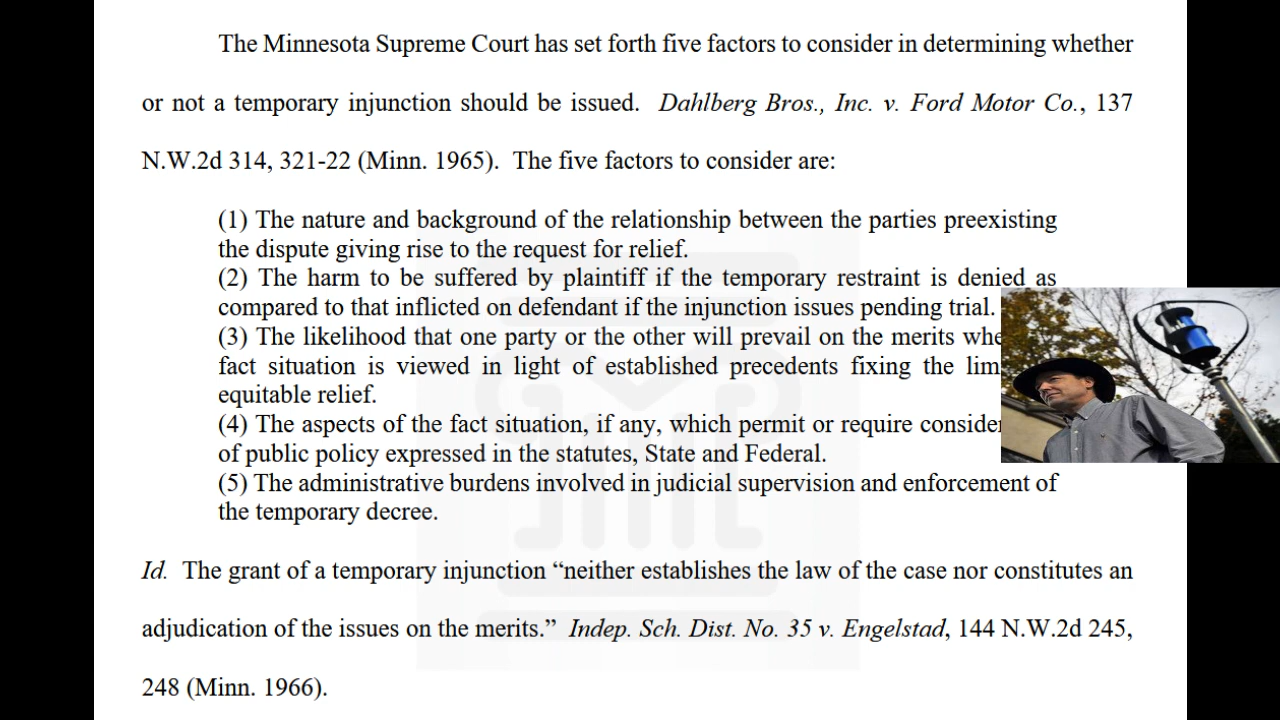 The Minnesota Supreme Court has set forth five factors to consider in determining whether
or not a temporary injunction should be issued. Dahlberg Bros., Inc. v. Ford Motor Co., 137
N.W.2d 314, 321-22 (Minn. 1965). The five factors to consider are:
(1) The nature and background of the relationship between the parties preexisting
the dispute giving rise to the request for relief.
(2) The harm to be suffered by plaintiff if the temporary restraint is denied as
compared to that inflicted on defendant if the injunction issues pending trial.
(3) The likelihood that one party or the other will prevail on the merits
fact situation is viewed in light of established precedents fixing the
equitable relief.
(4) The aspects of the fact situation, if any, which permit or require
of public policy expressed in the statutes, State and Federal.
(5) The administrative burdens involved in judicial supervision and enforcement of
the temporary decree.
Id. The grant of a temporary injunction “neither establishes the law of the case nor constitutes an
adjudication of the issues on the merits.” Indep. Sch. Dist. No. 35 v. Engelstad, 144 N.W.2d 245,
248 (Minn. 1966).